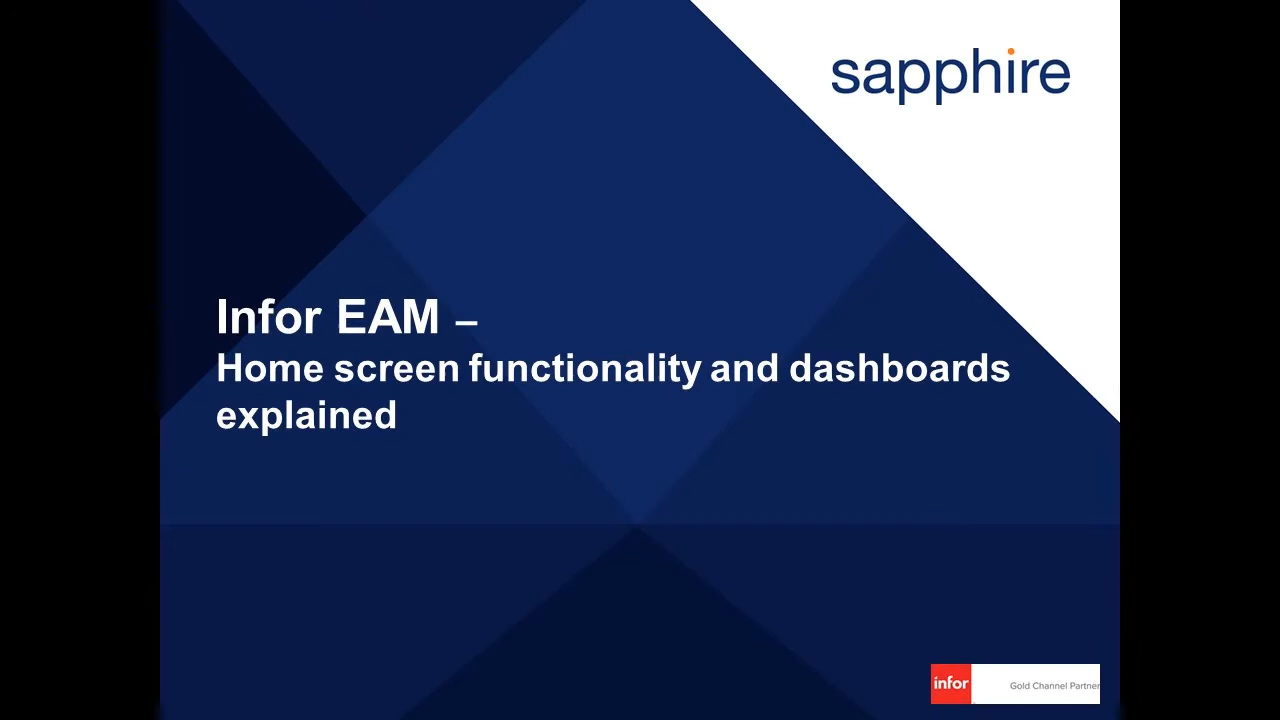 sapphire
Infor EAM –
Home screen functionality and dashboards
explained
infor
Gold Channel Partner